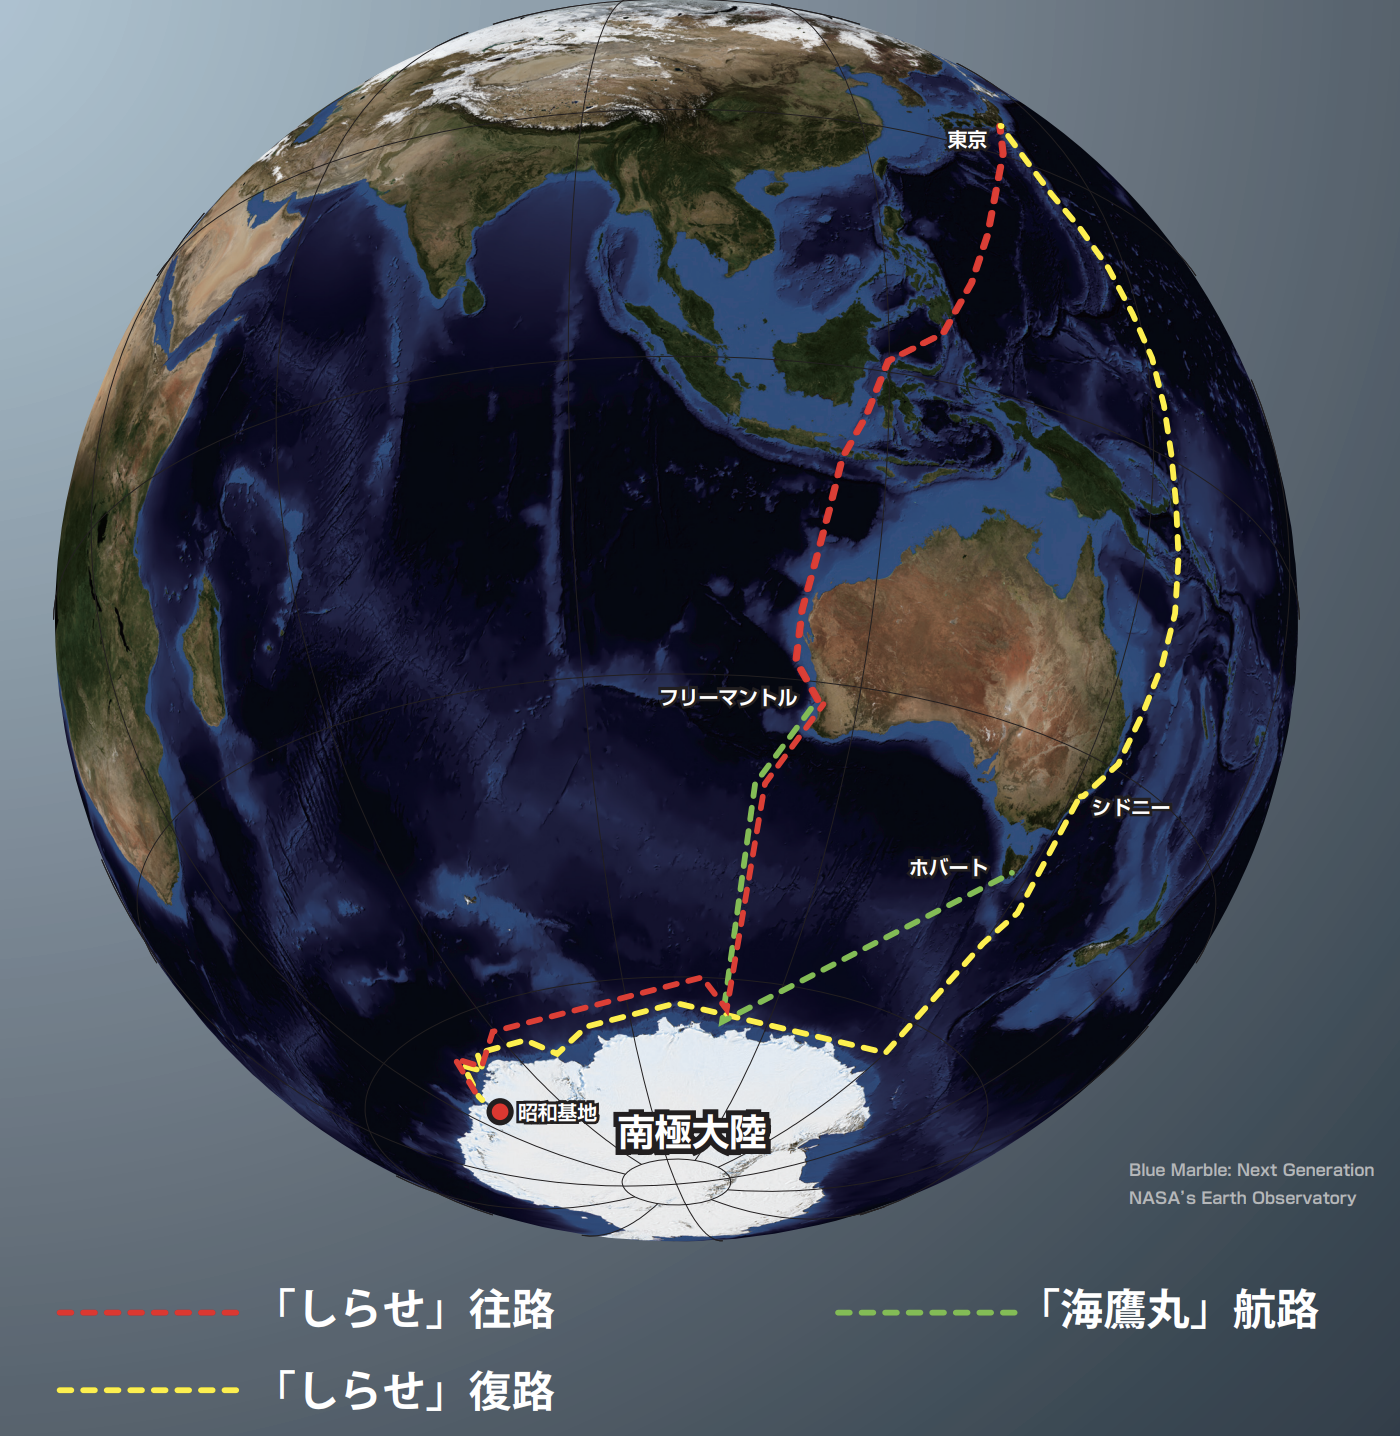 東京
フリーマントル
シドニー
ホバート
昭和基地
南極大陸
Blue Marble: Next Generation
NASA's Earth Observatory
「しらせ」往路
「海鷹丸」航路
「しらせ」復路